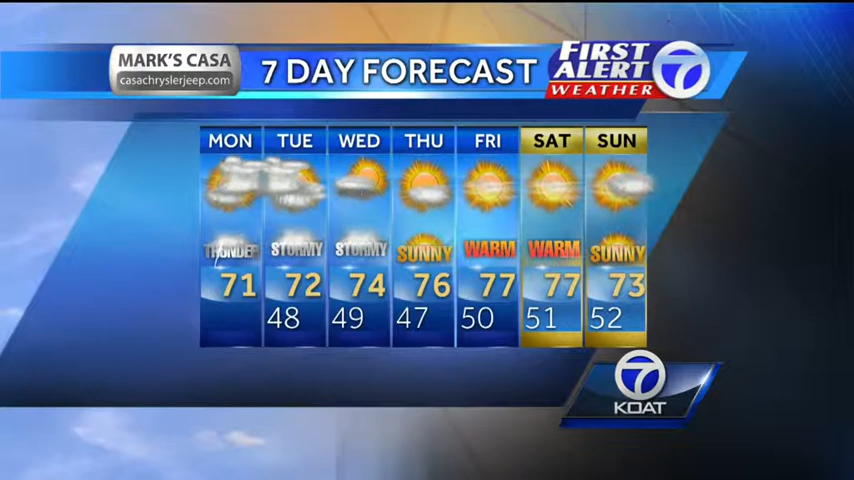 MARK'S CASA
casachryslerjeep.com
7 DAY FORECAST
FIRST
ALERT
WEATHER
7
MON TUE WED THU FRI SAT SUN
THUNDER STORMY STORMY SUNNY WARM WARM SUNNY
71 72 74 76 77 77 73
48 49 47 50 51 52
7
KOAT